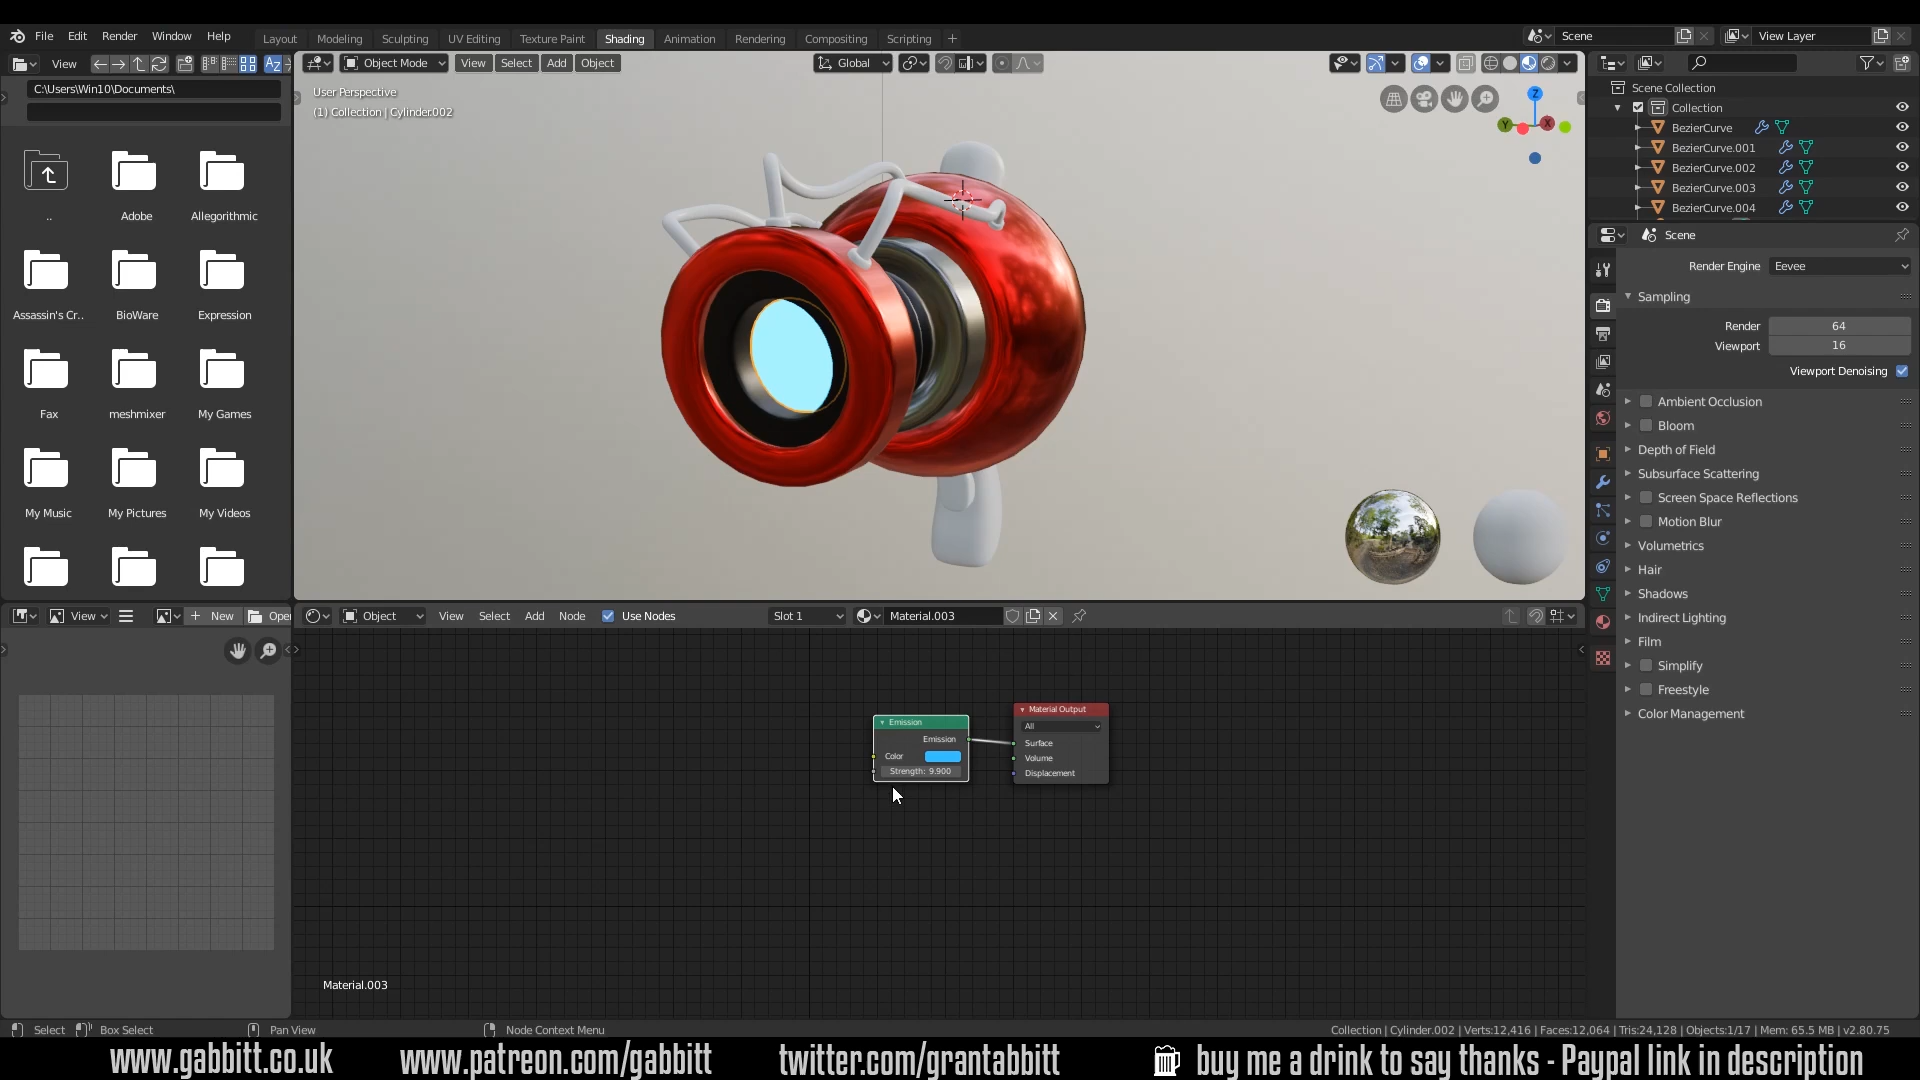 File Edit Render Window Help Layout Modeling Sculpting UV Editing Texture Paint Shading Animation Rendering Compositing Scripting + Scene View Layer
View Object Mode View Select Add Object Global
C:\Users\Win10\Documents\
User Perspective
(1) Collection | Cylinder.002
Z
Y
X
Scene Collection
Collection
BezierCurve
BezierCurve.001
BezierCurve.002
BezierCurve.003
BezierCurve.004
.. Adobe Allegorithmic
Assassin's Cr.. BioWare Expression
Fax meshmixer My Games
My Music My Pictures My Videos
Scene
Render Engine Eevee
Sampling
Render 64
Viewport 16
Viewport Denoising
Ambient Occlusion
Bloom
Depth of Field
Subsurface Scattering
Screen Space Reflections
Motion Blur
Volumetrics
Hair
Shadows
Indirect Lighting
Film
Simplify
Freestyle
Color Management
View New Open
Object View Select Add Node Use Nodes Slot 1 Material.003
Emission
Emission
Color
Strength: 9.900
Material Output
All
Surface
Volume
Displacement
Material.003
Select Box Select Pan View Node Context Menu Collection | Cylinder.002 | Verts:12,416 | Faces:12,064 | Tris:24,128 | Objects:1/17 | Mem: 65.5 MB | v2.80.75
www.gabbitt.co.uk www.patreon.com/gabbitt twitter.com/grantabbitt buy me a drink to say thanks - Paypal link in description